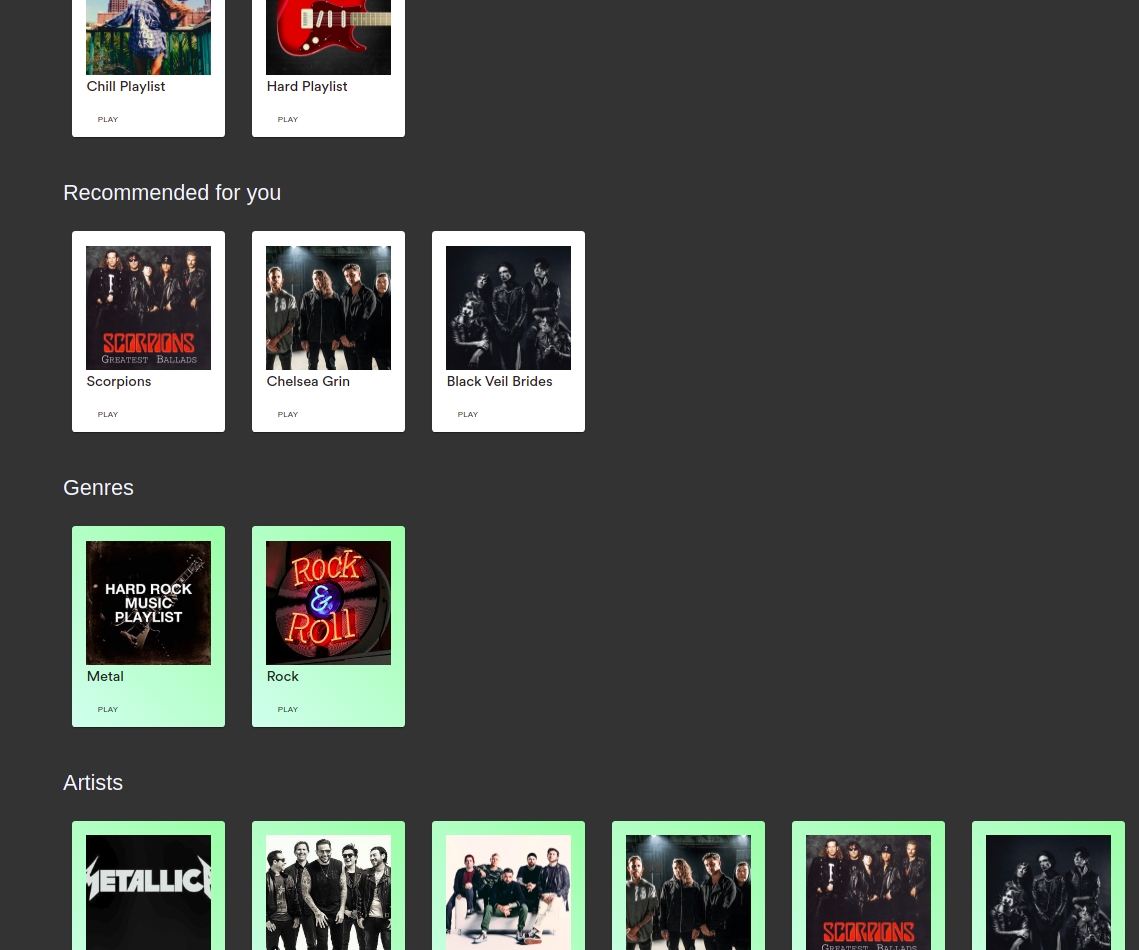 Chill Playlist
Hard Playlist
PLAY
PLAY
Recommended for you
SCORPIONS
GREATEST BALLADS
Scorpions
Chelsea Grin
Black Veil Brides
PLAY
PLAY
PLAY
Genres
HARD ROCK
MUSIC
PLAYLIST
ROCK
&
ROLL
Metal
Rock
PLAY
PLAY
Artists
METALLICA
SCORPIONS
GREATEST BALLADS